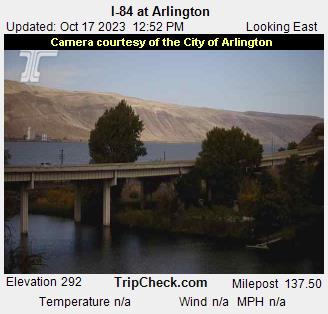 I-84 at Arlington
Updated: Oct 17 2023 12:52 PM Looking East
Camera courtesy of the City of Arlington
Elevation 292 TripCheck.com Milepost 137.50
Temperature n/a Wind n/a MPH n/a